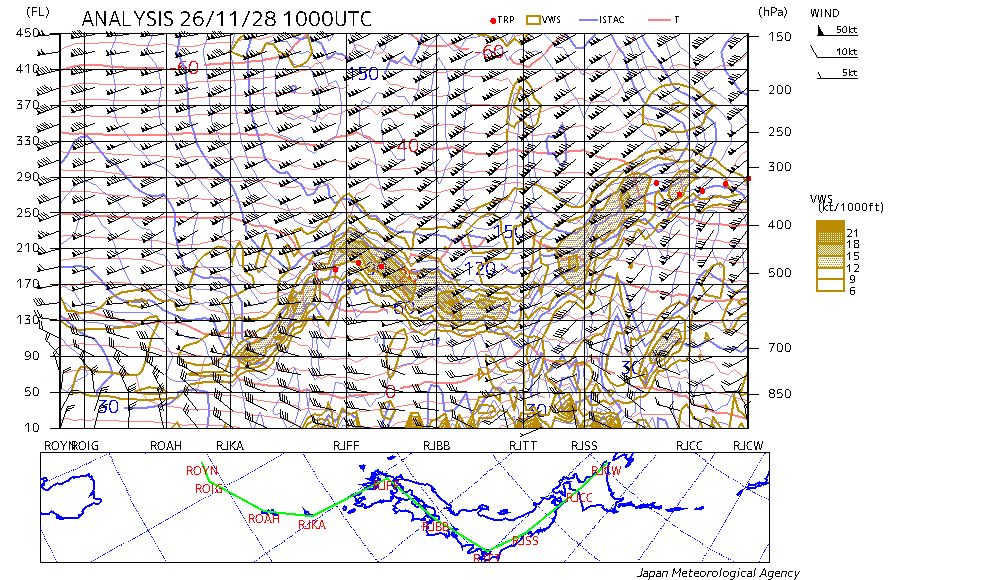 (FL) ANALYSIS 26/11/28 1000UTC TRP VWS ISTAC T (hPa) WIND
450 150
50kt
10kt
5kt
410
60
60
150
370 200
330 250
40
290 300
VWS
(kt/1000ft)
250 400
150
21
18
15
12
9
6
210
120
500
170
130
700
90
50 850
0
30
30
10
ROYN ROIG ROAH RJKA RJFF RJBB RJTT RJSS RJCC RJCW
ROYN
ROIG
ROAH
RJKA
RJBB
RJSS
RJCC
RJCW
Japan Meteorological Agency